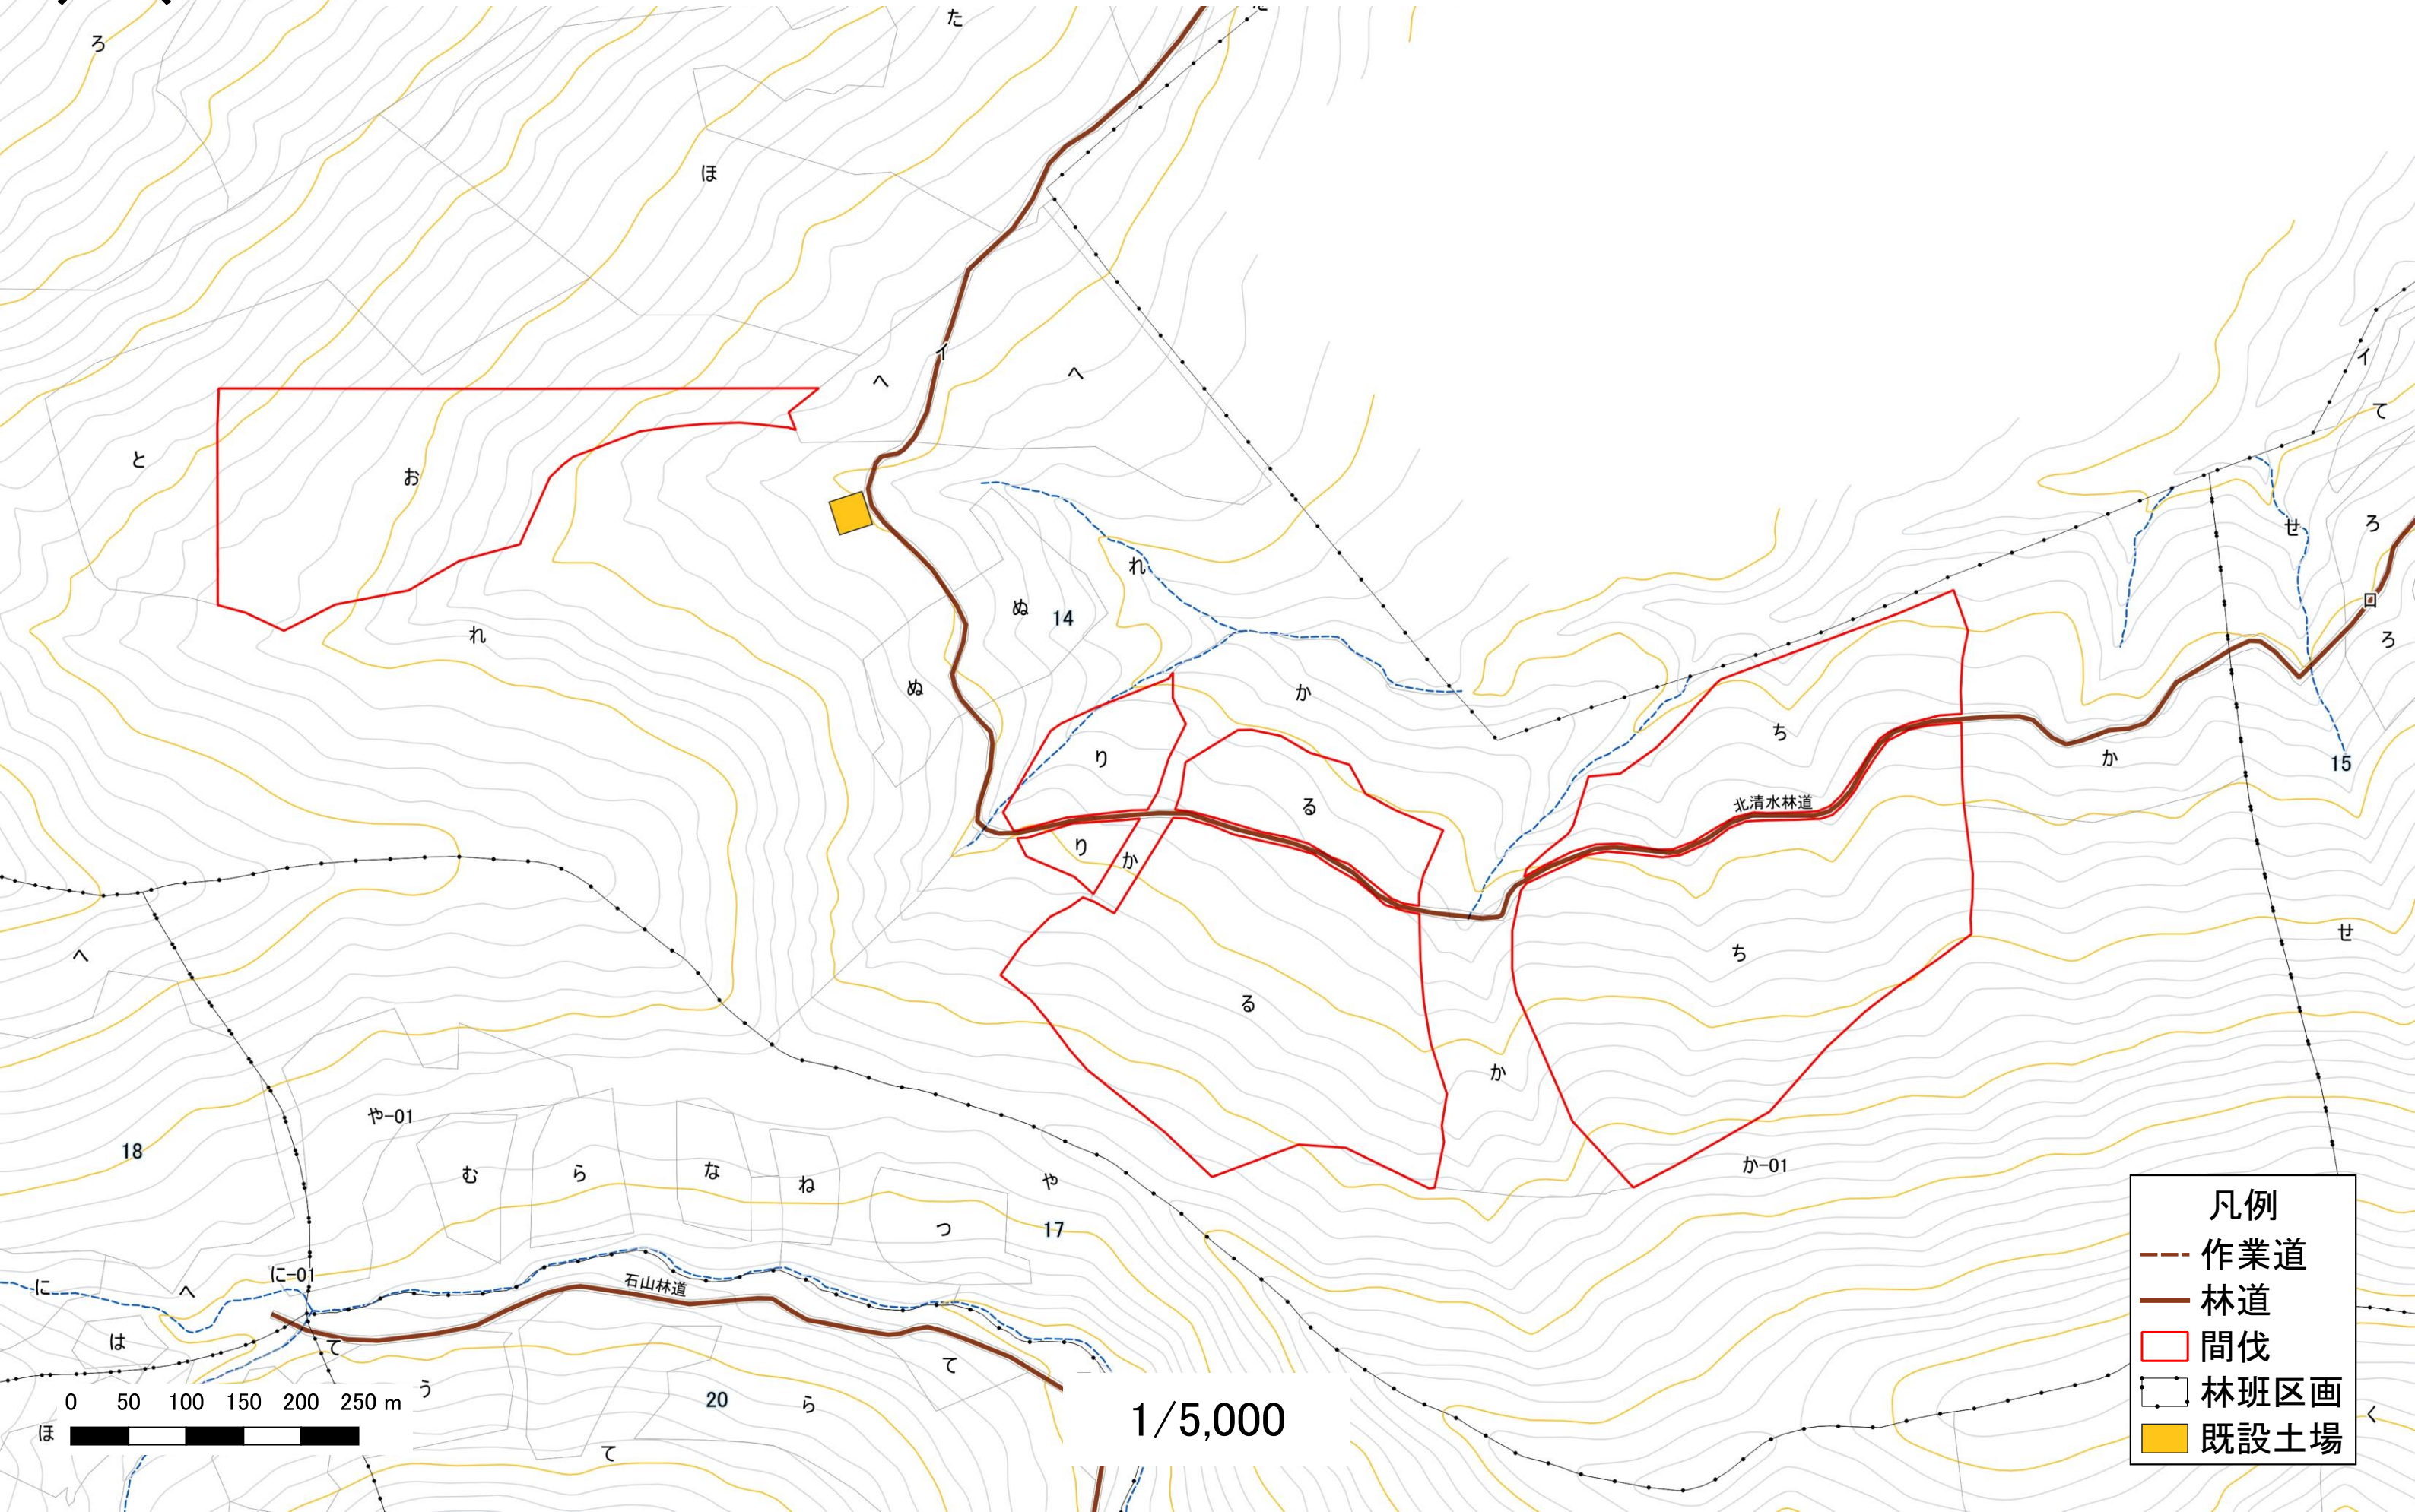 ろ
た
ほ
イ
へ
へ
イ
て
と
お
れ
せ
ろ
れ
ぬ
14
ロ
ろ
ぬ
か
り
ち
か
15
る
北清水林道
り
か
へ
ち
せ
る
か
や-01
18
か-01
む
ら
な
ね
や
つ
17
に-01
に
へ
石山林道
は
て
て
う
20
ら
ほ
て
く
0 50 100 150 200 250 m
1/5,000
凡例
作業道
林道
間伐
林班区画
既設土場